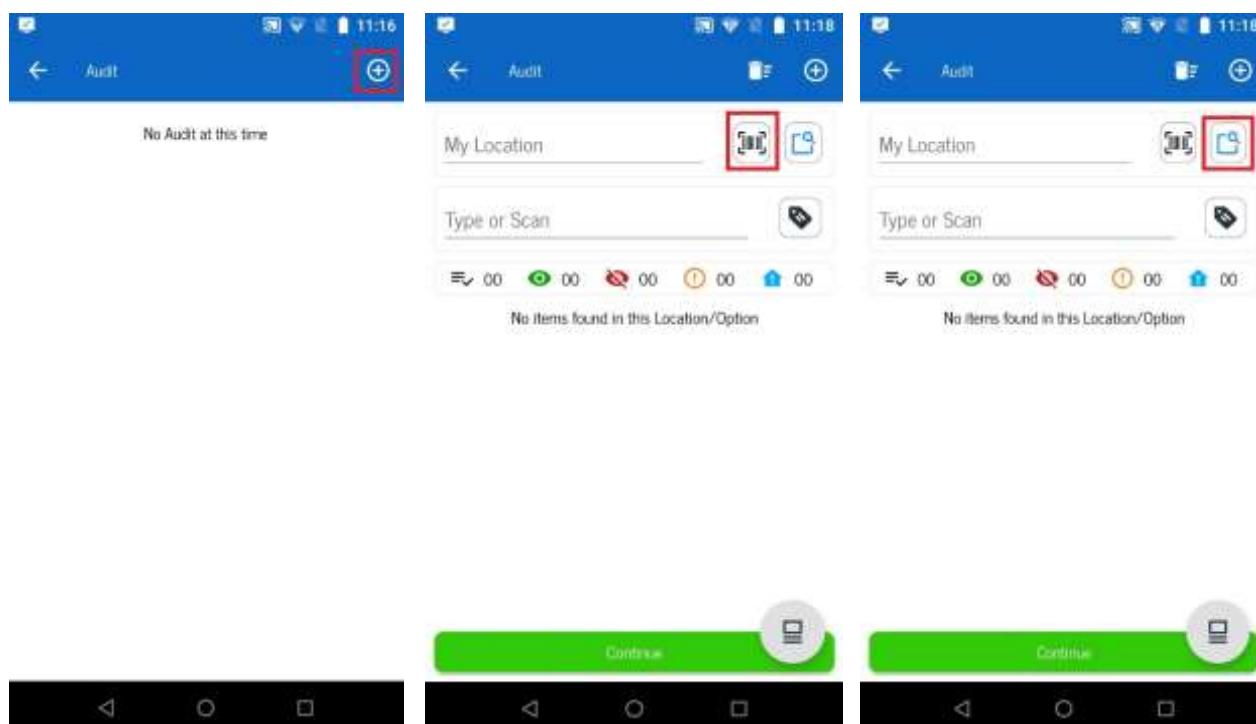 11:16
Audit
No Audit at this time
11:18
Audit
My Location
Type or Scan
00 00 00 00 00
No items found in this Location/Option
Continue
11:18
Audit
My Location
Type or Scan
00 00 00 00 00
No items found in this Location/Option
Continue